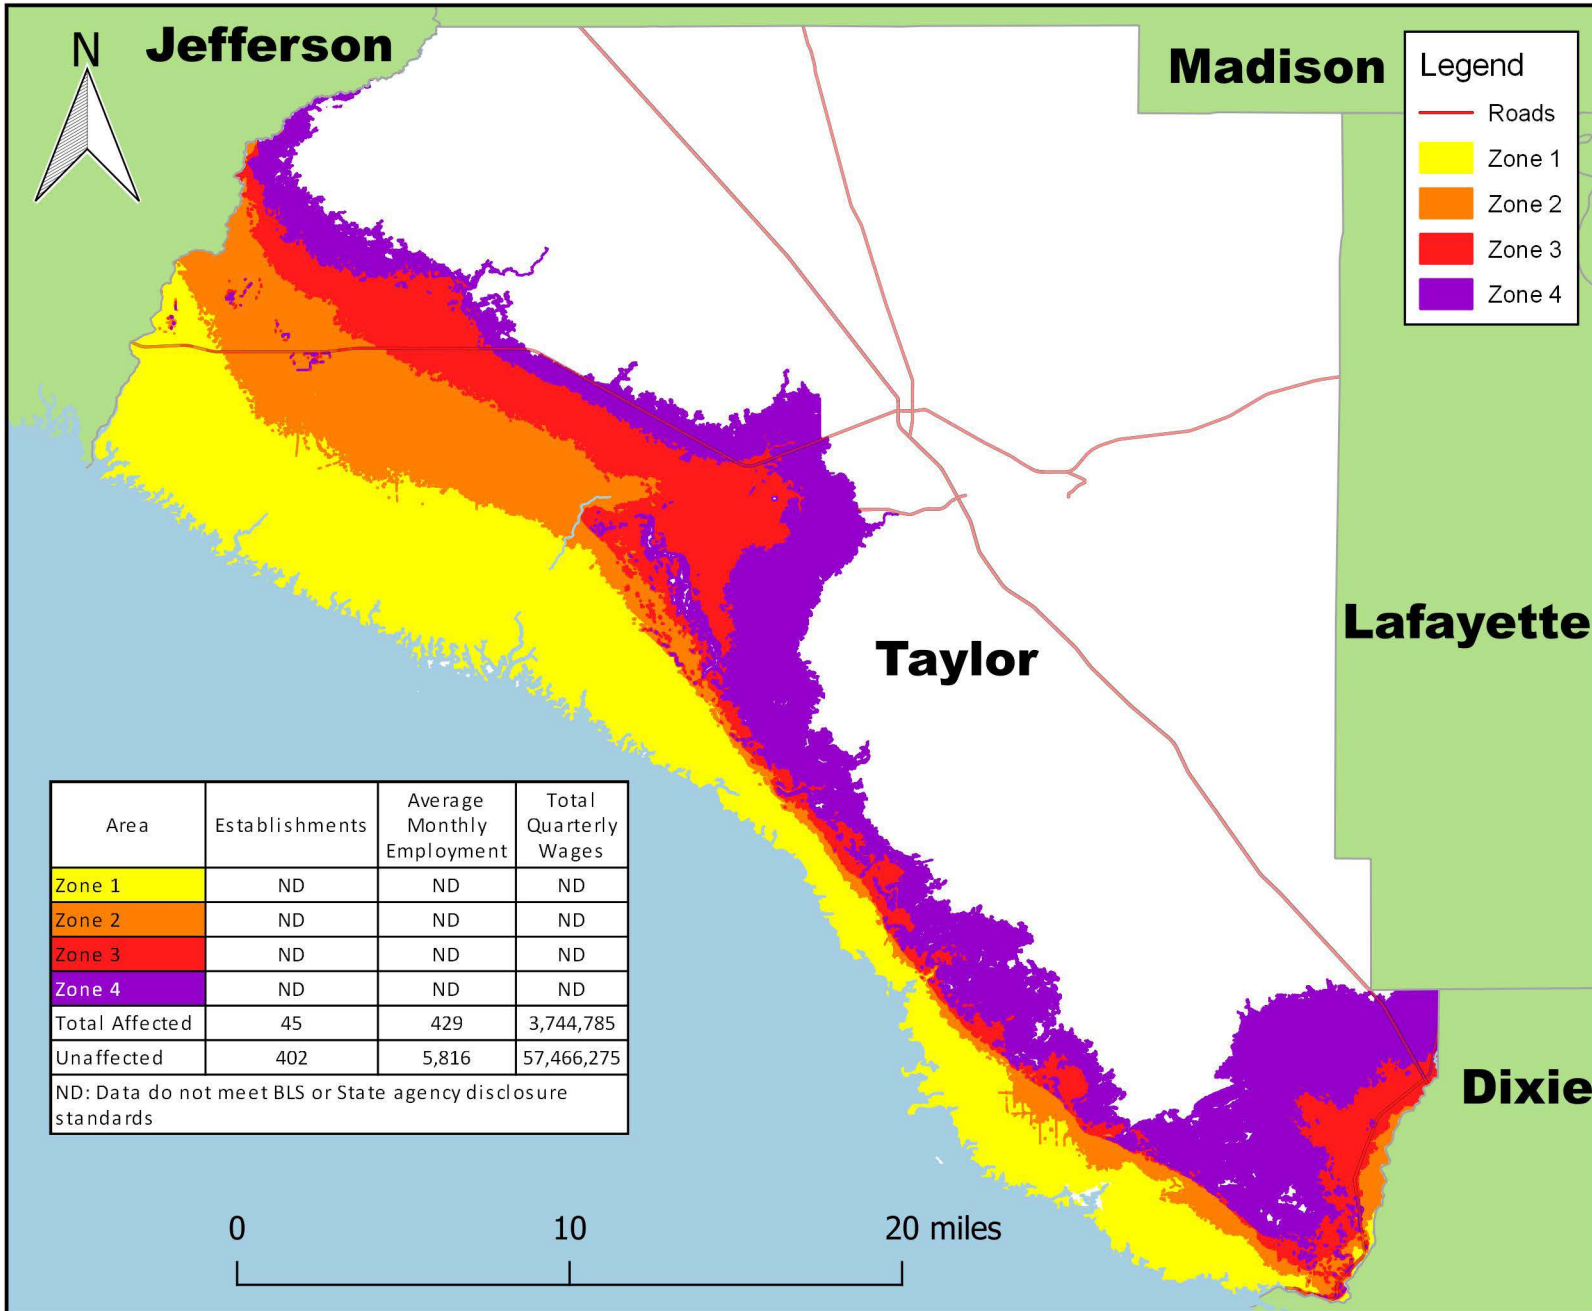 N
Jefferson
Madison
Legend
Roads
Zone 1
Zone 2
Zone 3
Zone 4
Lafayette
Taylor
Dixie
Area Establishments Average Monthly Employment Total Quarterly Wages
Zone 1 ND ND ND
Zone 2 ND ND ND
Zone 3 ND ND ND
Zone 4 ND ND ND
Total Affected 45 429 3,744,785
Unaffected 402 5,816 57,466,275
ND: Data do not meet BLS or State agency disclosure
standards
0 10 20 miles